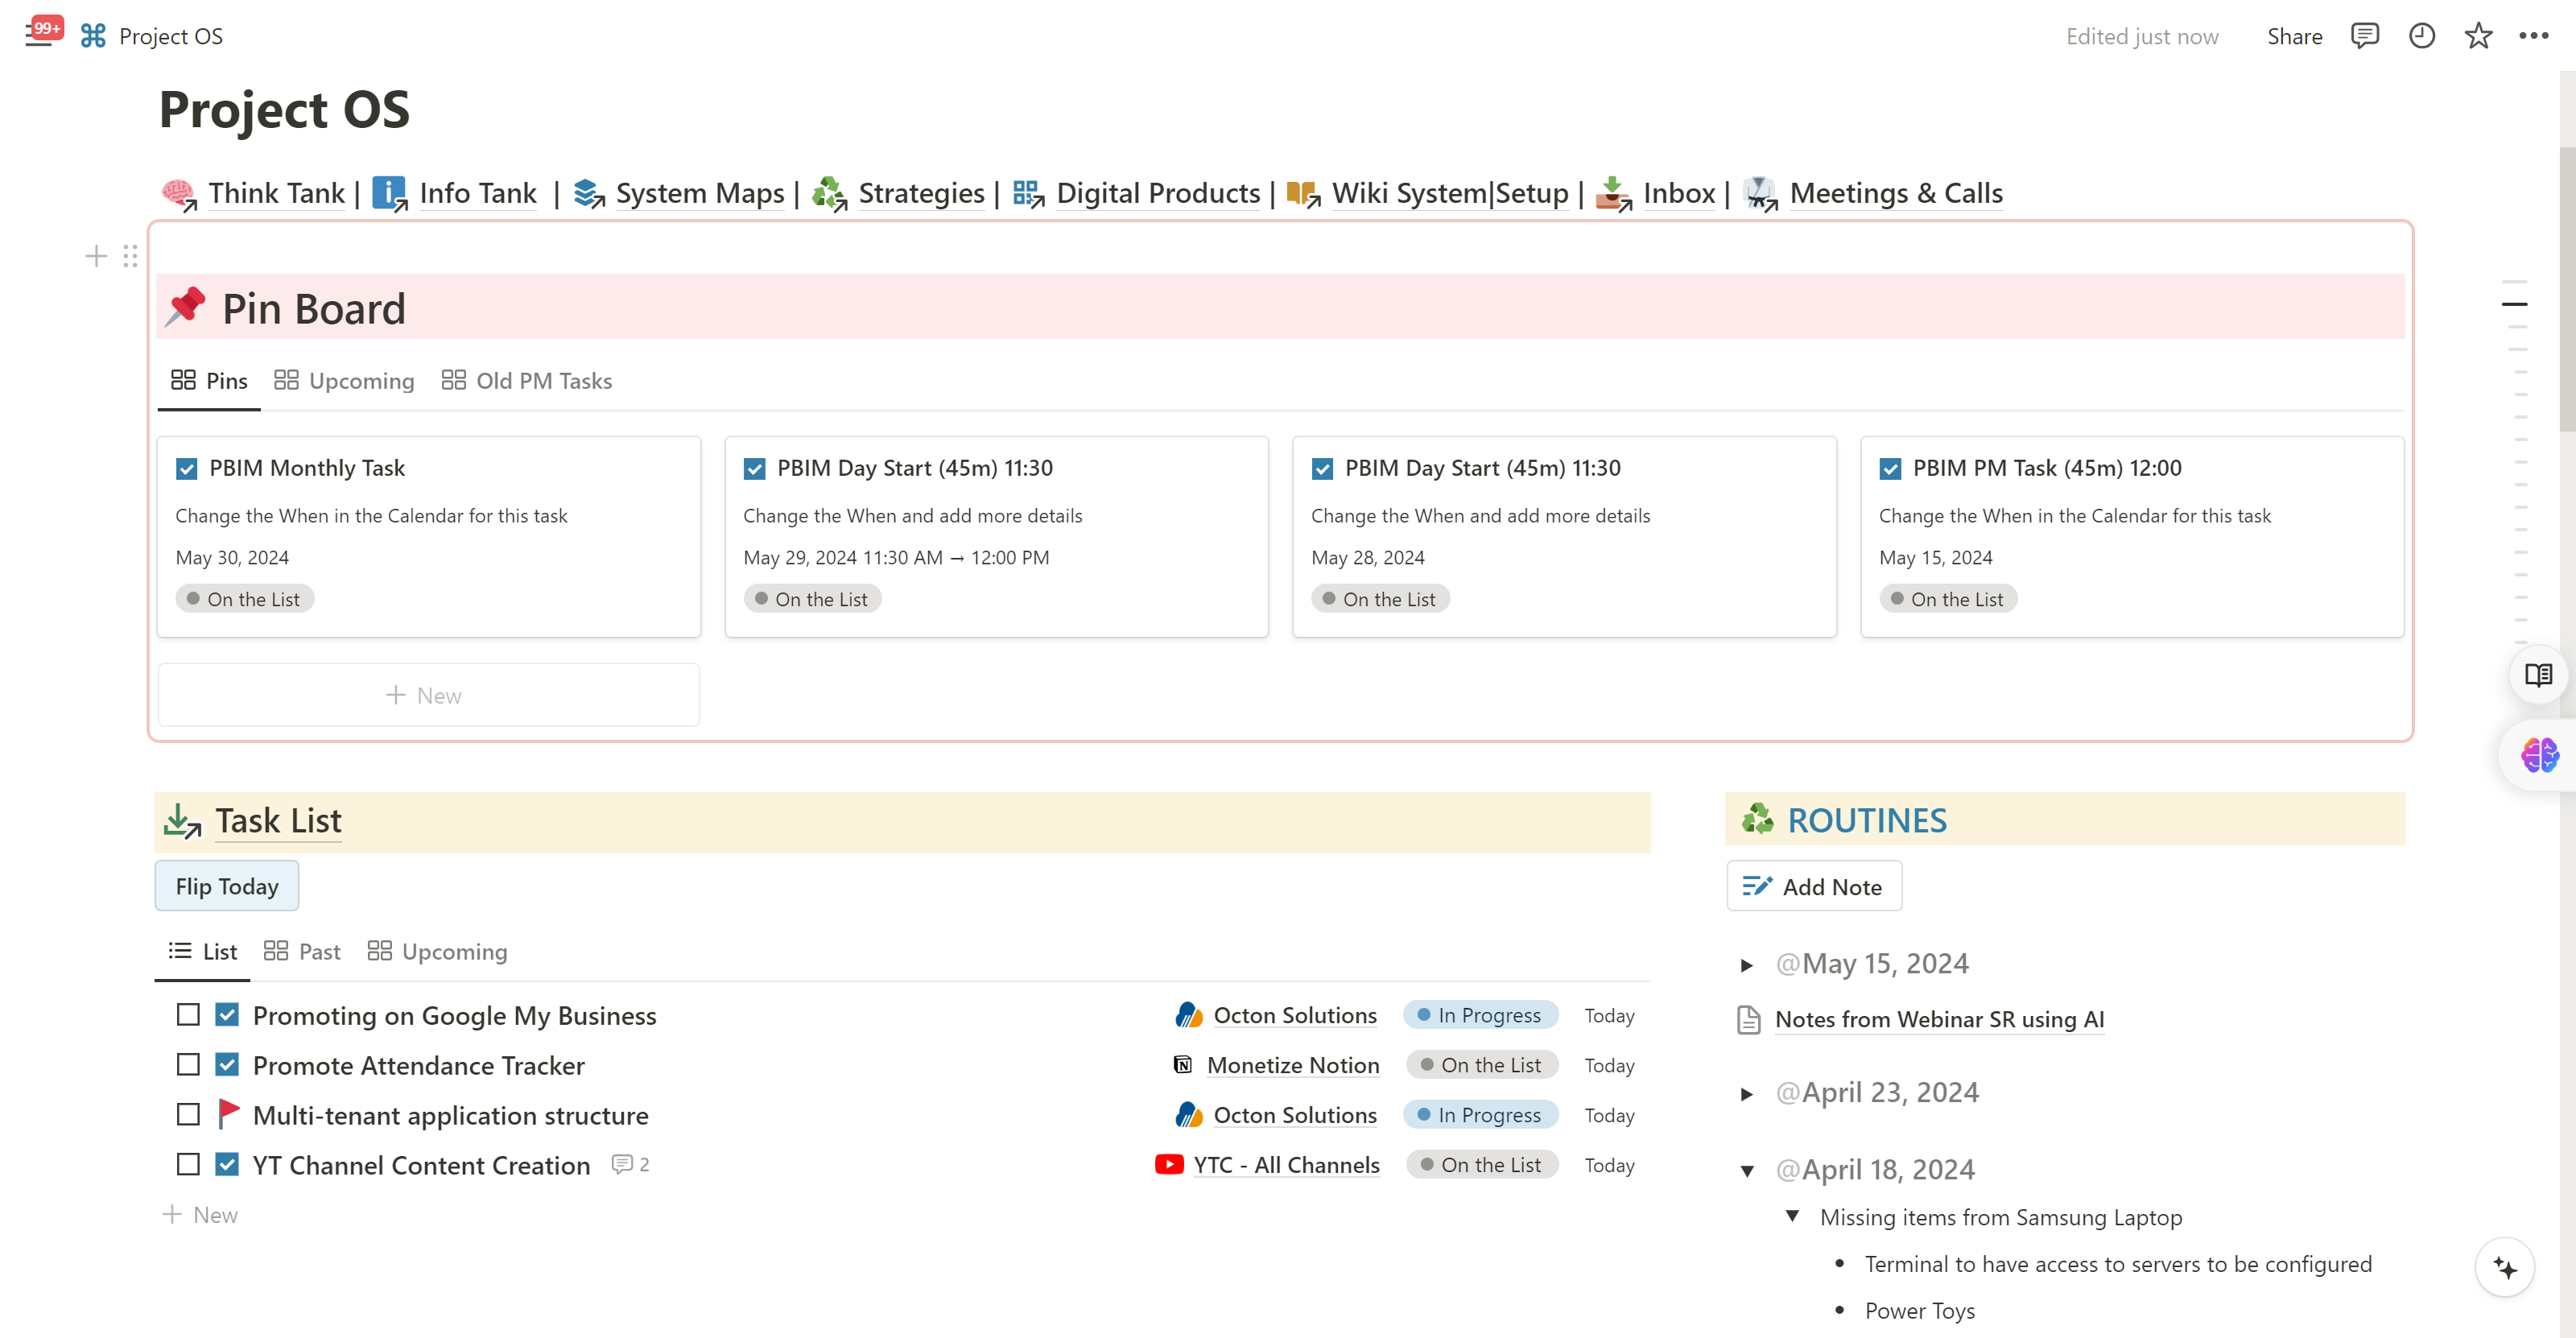 99+ Project OS Edited just now Share
Project OS
Think Tank | Info Tank | System Maps | Strategies | Digital Products | Wiki System|Setup | Inbox | Meetings & Calls
Pin Board
Pins Upcoming Old PM Tasks
PBIM Monthly Task
Change the When in the Calendar for this task
May 30, 2024
On the List
PBIM Day Start (45m) 11:30
Change the When and add more details
May 29, 2024 11:30 AM → 12:00 PM
On the List
PBIM Day Start (45m) 11:30
Change the When and add more details
May 28, 2024
On the List
PBIM PM Task (45m) 12:00
Change the When in the Calendar for this task
May 15, 2024
On the List
New
Task List
Flip Today
List Past Upcoming
Promoting on Google My Business Octon Solutions In Progress Today
Promote Attendance Tracker Monetize Notion On the List Today
Multi-tenant application structure Octon Solutions In Progress Today
YT Channel Content Creation 2 YTC - All Channels On the List Today
New
ROUTINES
Add Note
@May 15, 2024
Notes from Webinar SR using AI
@April 23, 2024
@April 18, 2024
Missing items from Samsung Laptop
• Terminal to have access to servers to be configured
• Power Toys